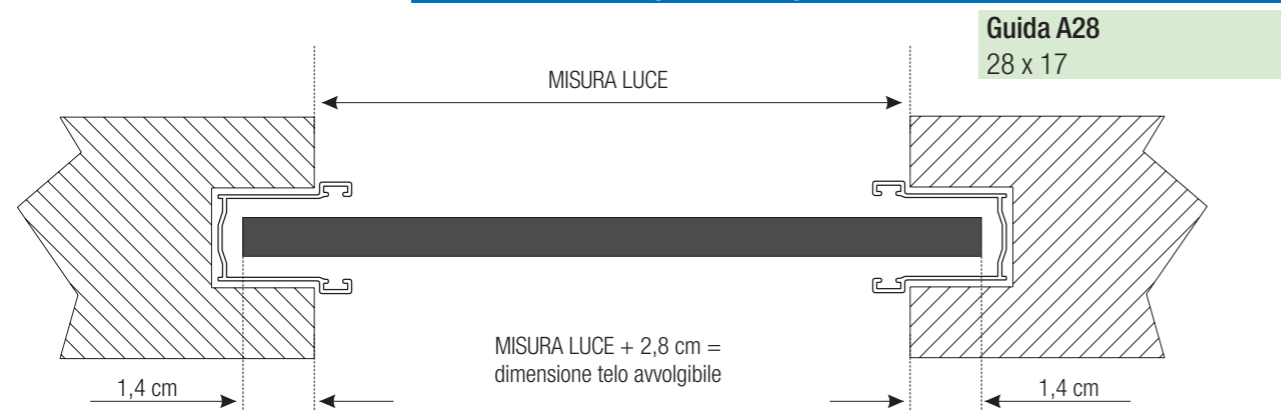 Guida A28
28 x 17
MISURA LUCE
MISURA LUCE + 2,8 cm =
dimensione telo avvolgibile
1,4 cm
1,4 cm